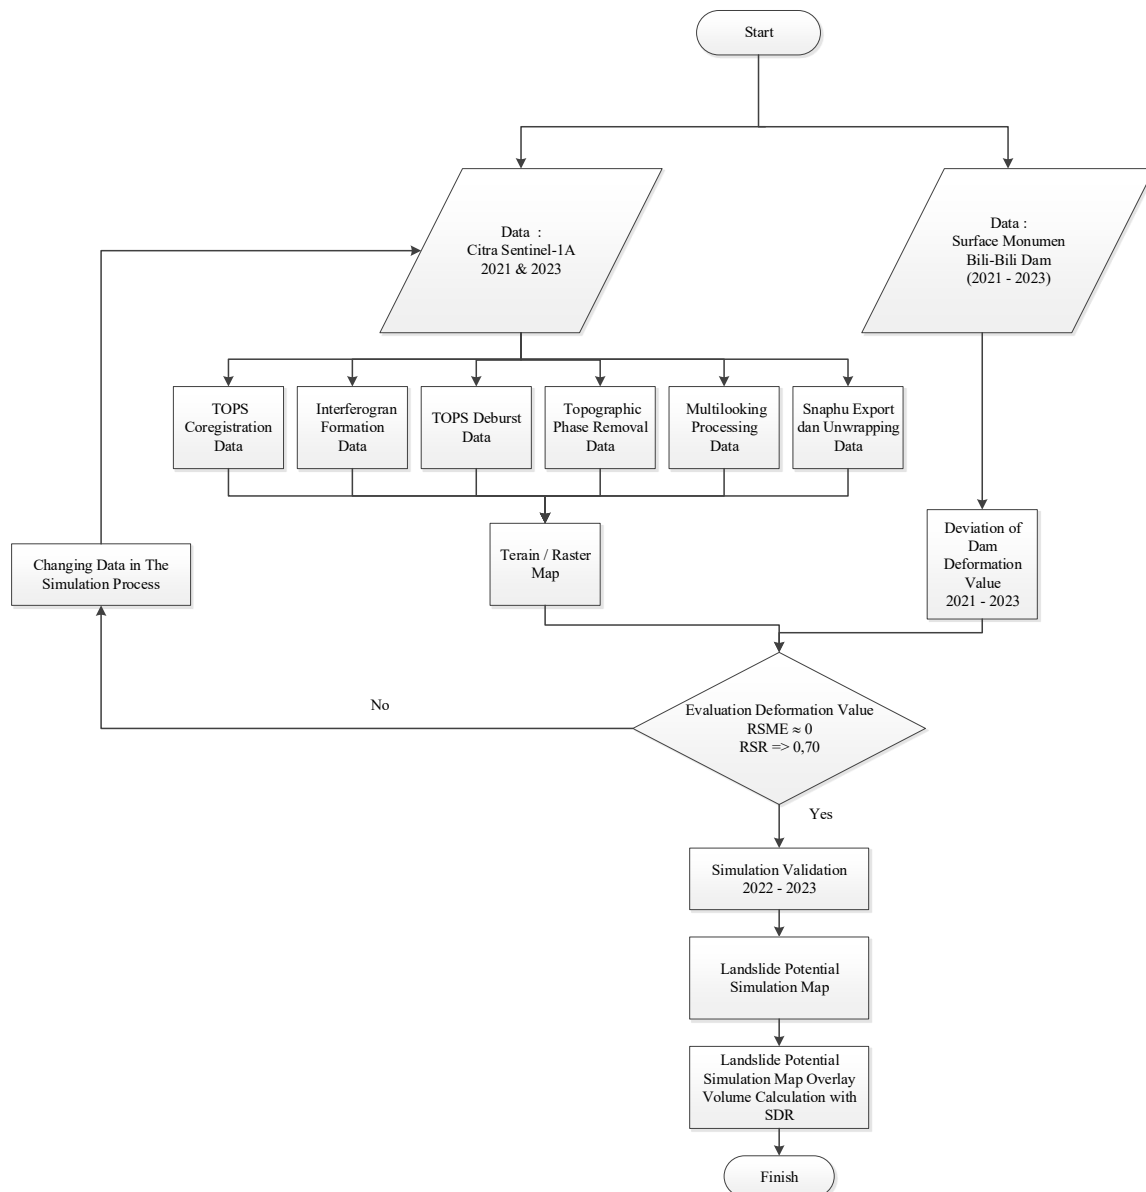 Start
Data :
Citra Sentinel-1A
2021 & 2023
Data :
Surface Monumen
Bili-Bili Dam
(2021 - 2023)
TOPS
Coregistration
Data
Interferogran
Formation
Data
TOPS Deburst
Data
Topographic
Phase Removal
Data
Multilooking
Processing
Data
Snaphu Export
dan Unwrapping
Data
Changing Data in The
Simulation Process
Terrain / Raster
Map
Deviation of
Dam
Deformation
Value
2021 - 2023
No
Evaluation Deformation Value
RSME ≈ 0
RSR => 0,70
Yes
Simulation Validation
2022 - 2023
Landslide Potential
Simulation Map
Landslide Potential
Simulation Map Overlay
Volume Calculation with
SDR
Finish